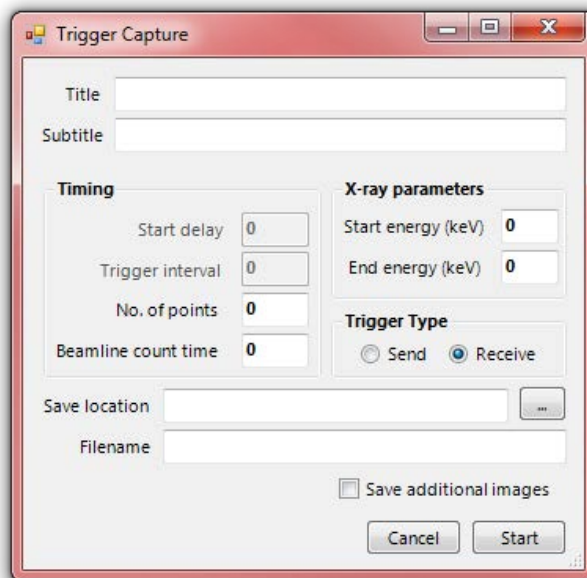 Trigger Capture
Title
Subtitle
Timing
Start delay 0
Trigger interval 0
No. of points 0
Beamline count time 0
X-ray parameters
Start energy (keV) 0
End energy (keV) 0
Trigger Type
Send Receive
Save location ...
Filename
Save additional images
Cancel Start